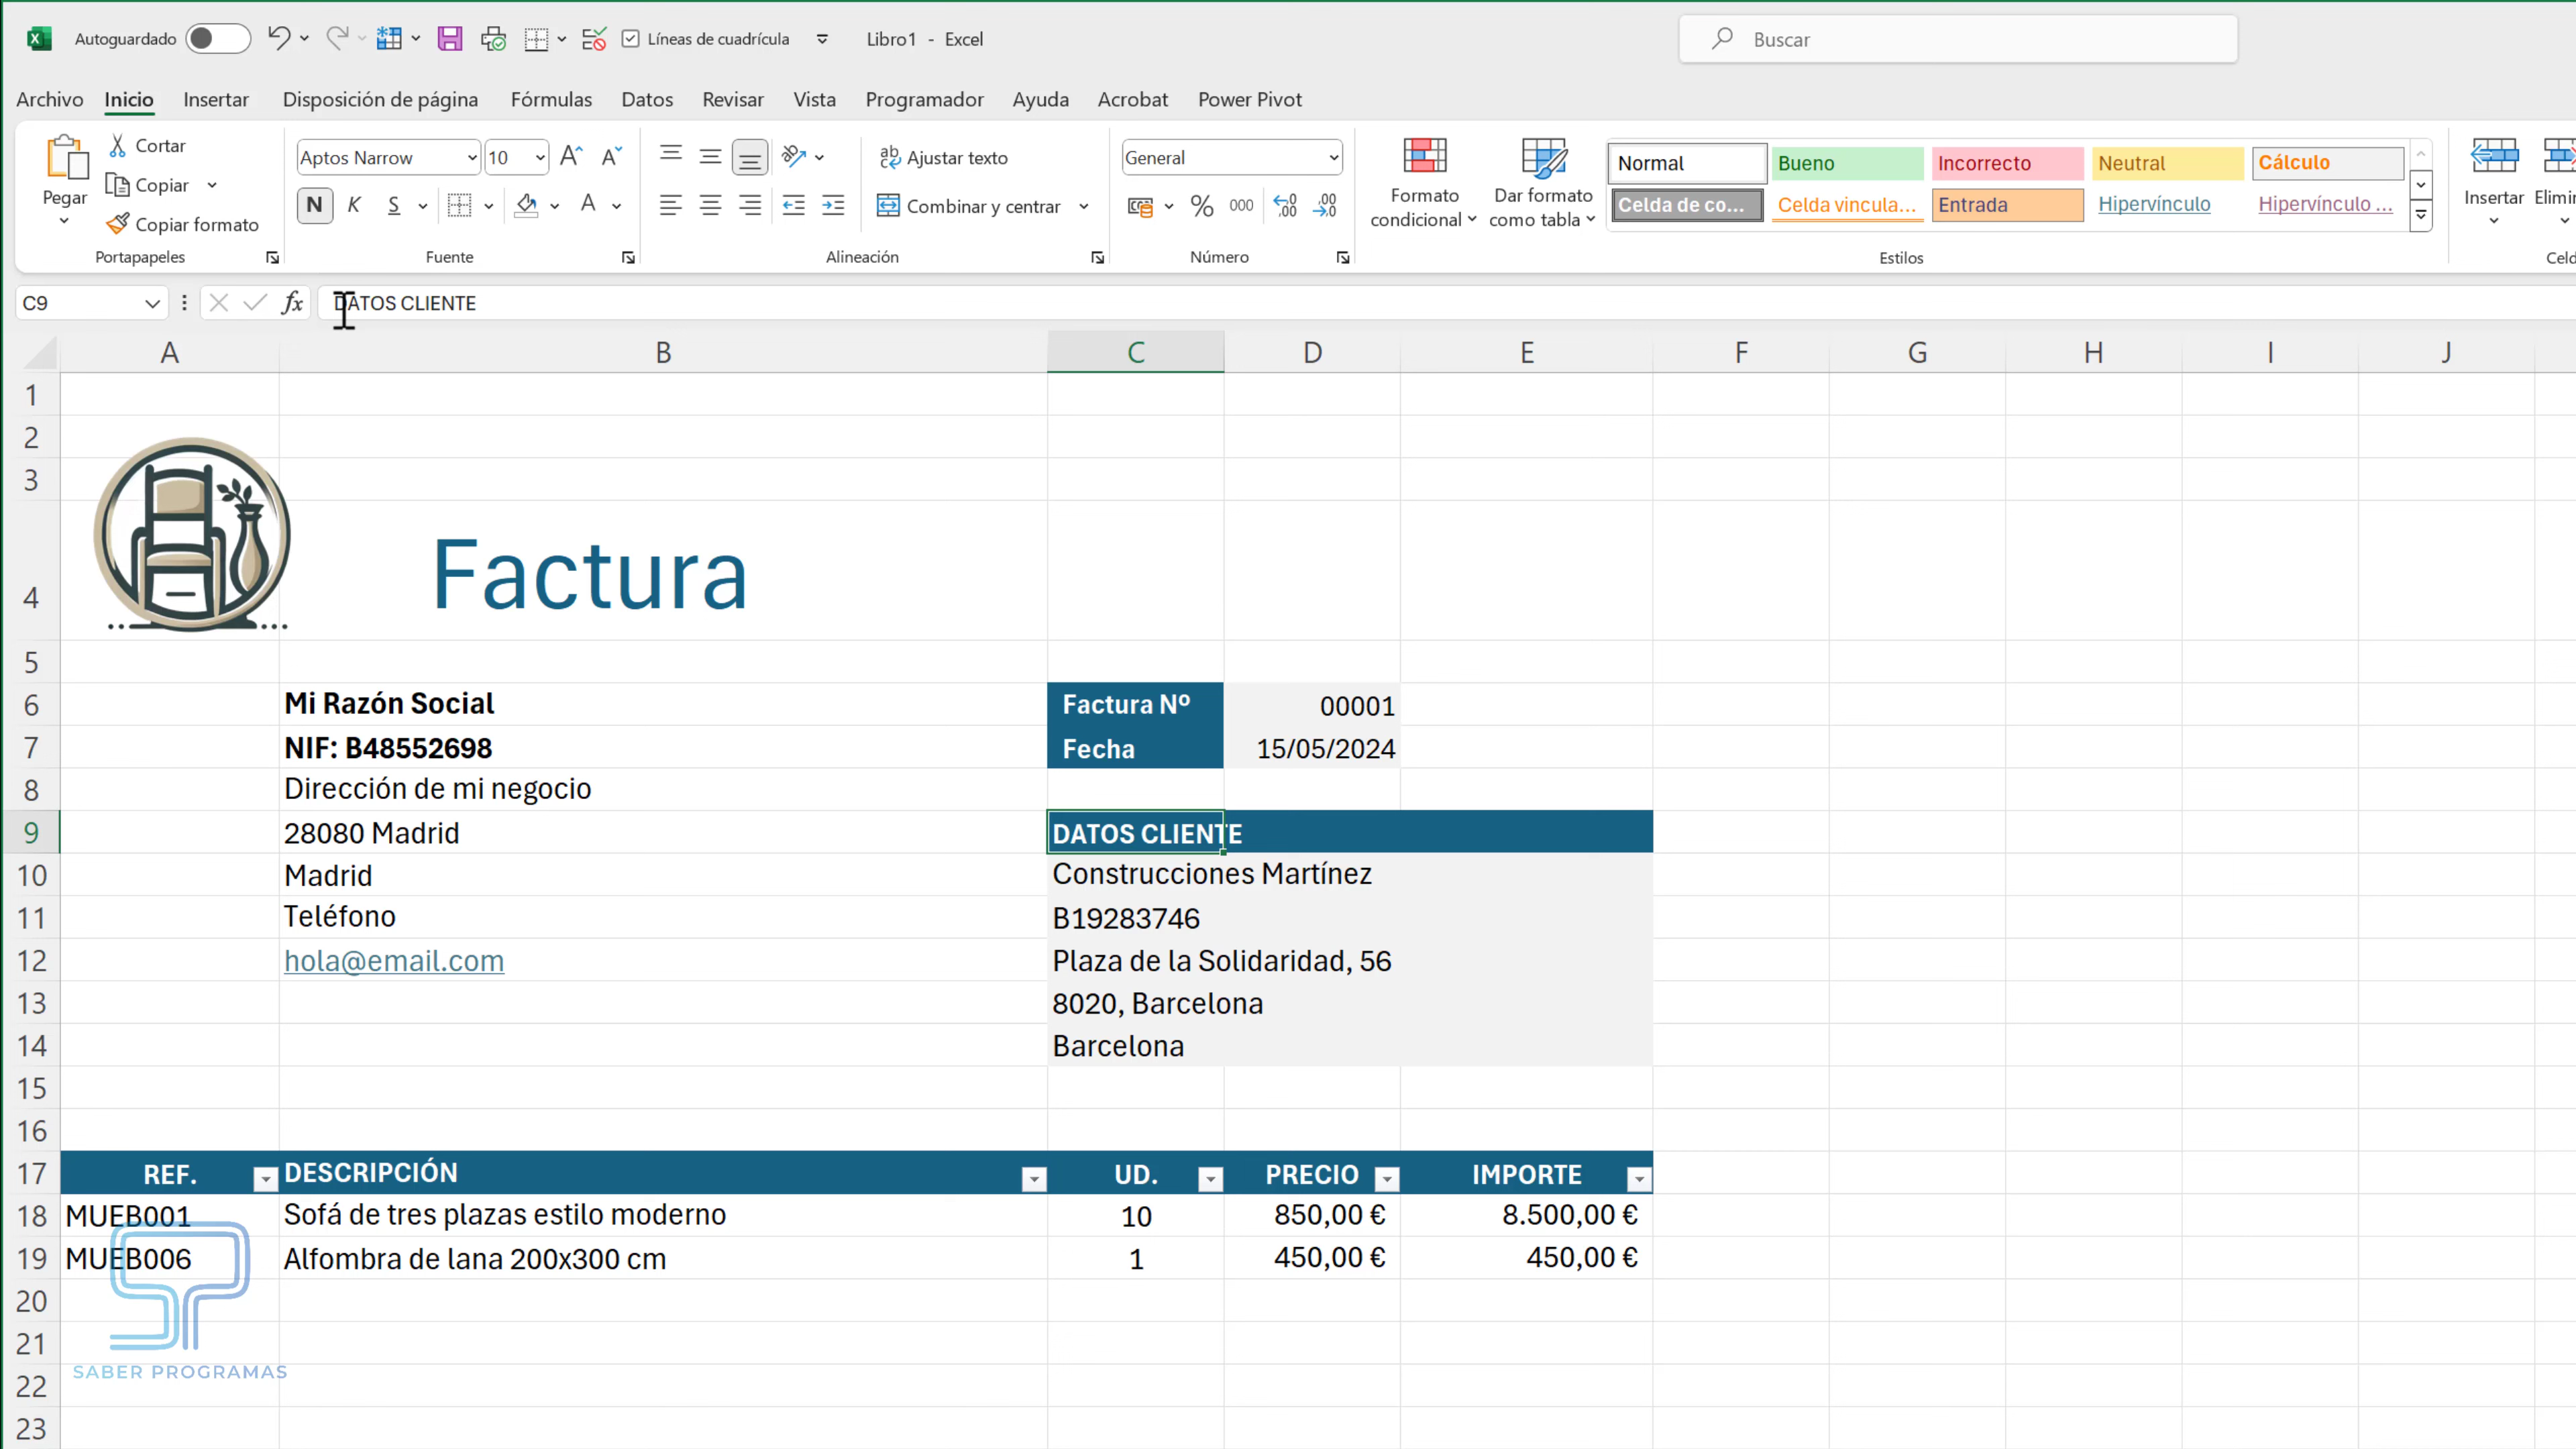 Autoguardado Líneas de cuadrícula Libro1 - Excel Buscar
Archivo Inicio Insertar Disposición de página Fórmulas Datos Revisar Vista Programador Ayuda Acrobat Power Pivot
Pegar
Cortar
Copiar
Copiar formato
Portapapeles
Aptos Narrow 10
N K S
Fuente
Ajustar texto
Combinar y centrar
Alineación
General
% 000
Número
Formato condicional
Dar formato como tabla
Normal Bueno Incorrecto Neutral Cálculo
Celda de co... Celda vincula... Entrada Hipervínculo Hipervínculo ...
Estilos
Insertar Elimin
Celd
C9 fx DATOS CLIENTE
A B C D E F G H I J
1
2
3
4 Factura
5
6 Mi Razón Social Factura Nº 00001
7 NIF: B48552698 Fecha 15/05/2024
8 Dirección de mi negocio
9 28080 Madrid DATOS CLIENTE
10 Madrid Construcciones Martínez
11 Teléfono B19283746
12 hola@email.com Plaza de la Solidaridad, 56
13 8020, Barcelona
14 Barcelona
15
16
17 REF. DESCRIPCIÓN UD. PRECIO IMPORTE
18 MUEB001 Sofá de tres plazas estilo moderno 10 850,00 € 8.500,00 €
19 MUEB006 Alfombra de lana 200x300 cm 1 450,00 € 450,00 €
20
21
SABER PROGRAMAS
22
23